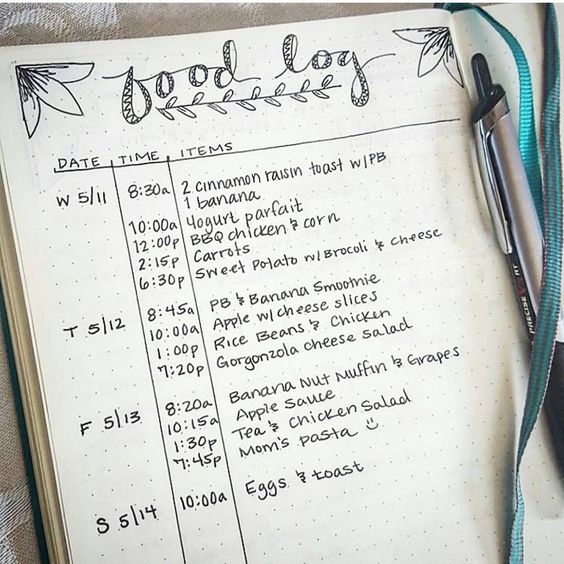 food log
DATE TIME ITEMS
W 5/11 8:30a 2 cinnamon raisin toast w/PB
1 banana
10:00a Yogurt parfait
12:00p BBQ chicken & corn
2:15p Carrots
6:30p Sweet Potato w/Brocoli & cheese
T 5/12 8:45a PB & Banana Smoothie
10:00a Apple w/cheese slices
1:00p Rice Beans & Chicken
7:20p Gorgonzola cheese salad
F 5/13 8:20a Banana Nut Muffin & Grapes
10:15a Apple Sauce
1:30p Tea & Chicken Salad
7:45p Mom's pasta
S 5/14 10:00a Eggs & toast
PRECISE V5 RT